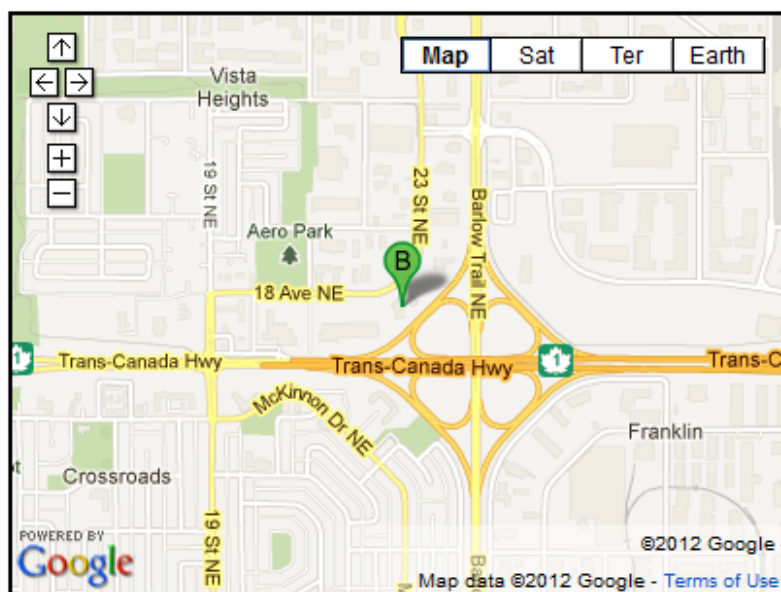 Map Sat Ter Earth
Vista
Heights
19 St NE
23 St NE
Barlow Trail NE
Aero Park
B
18 Ave NE
1 Trans-Canada Hwy
Trans-Canada Hwy
1
Trans-C
McKinnon Dr NE
Franklin
Crossroads
19 St NE
POWERED BY
Google
©2012 Google -
Map data ©2012 Google - Terms of Use